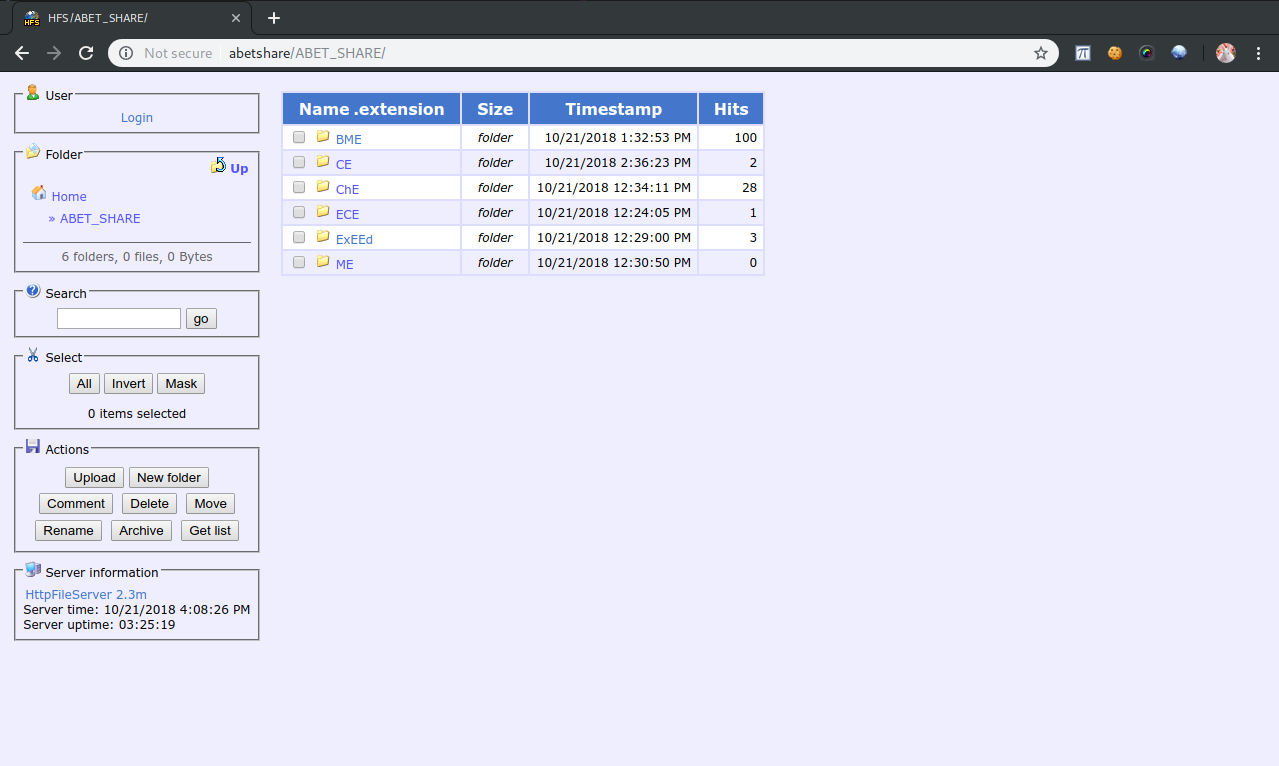 HFS/ABET_SHARE/
Not secure abetshare/ABET_SHARE/
User
Login
Folder
Up
Home
» ABET_SHARE
6 folders, 0 files, 0 Bytes
Search
go
Select
All Invert Mask
0 items selected
Actions
Upload New folder
Comment Delete Move
Rename Archive Get list
Server information
HttpFileServer 2.3m
Server time: 10/21/2018 4:08:26 PM
Server uptime: 03:25:19
Name .extension Size Timestamp Hits
BME folder 10/21/2018 1:32:53 PM 100
CE folder 10/21/2018 2:36:23 PM 2
ChE folder 10/21/2018 12:34:11 PM 28
ECE folder 10/21/2018 12:24:05 PM 1
ExEEd folder 10/21/2018 12:29:00 PM 3
ME folder 10/21/2018 12:30:50 PM 0